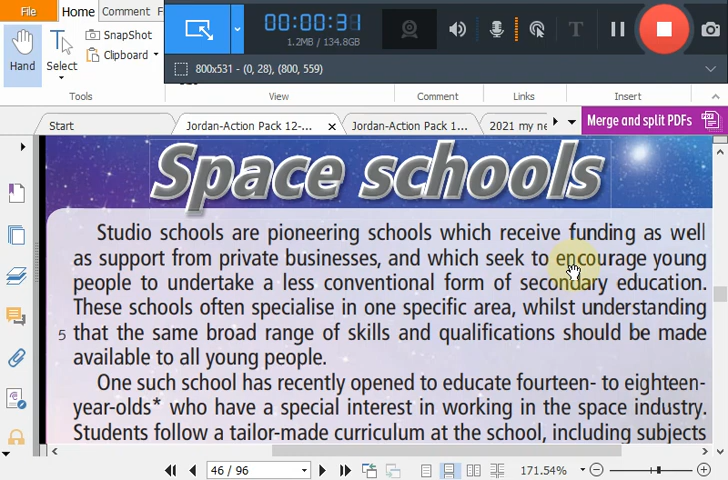 File
Home
Comment
F
SnapShot
Clipboard
Hand
Select
00:00:31
1.2MB / 134.8GB
T
800x531 - (0, 28), (800, 559)
Tools
View
Comment
Links
Insert
Start
Jordan-Action Pack 12-...
Jordan-Action Pack 1...
2021 my ne
Merge and split PDFs
Space schools
Studio schools are pioneering schools which receive funding as well
as support from private businesses, and which seek to encourage young
people to undertake a less conventional form of secondary education.
These schools often specialise in one specific area, whilst understanding
5 that the same broad range of skills and qualifications should be made
available to all young people.
One such school has recently opened to educate fourteen- to eighteen-
year-olds* who have a special interest in working in the space industry.
Students follow a tailor-made curriculum at the school, including subjects
46 / 96
171.54%